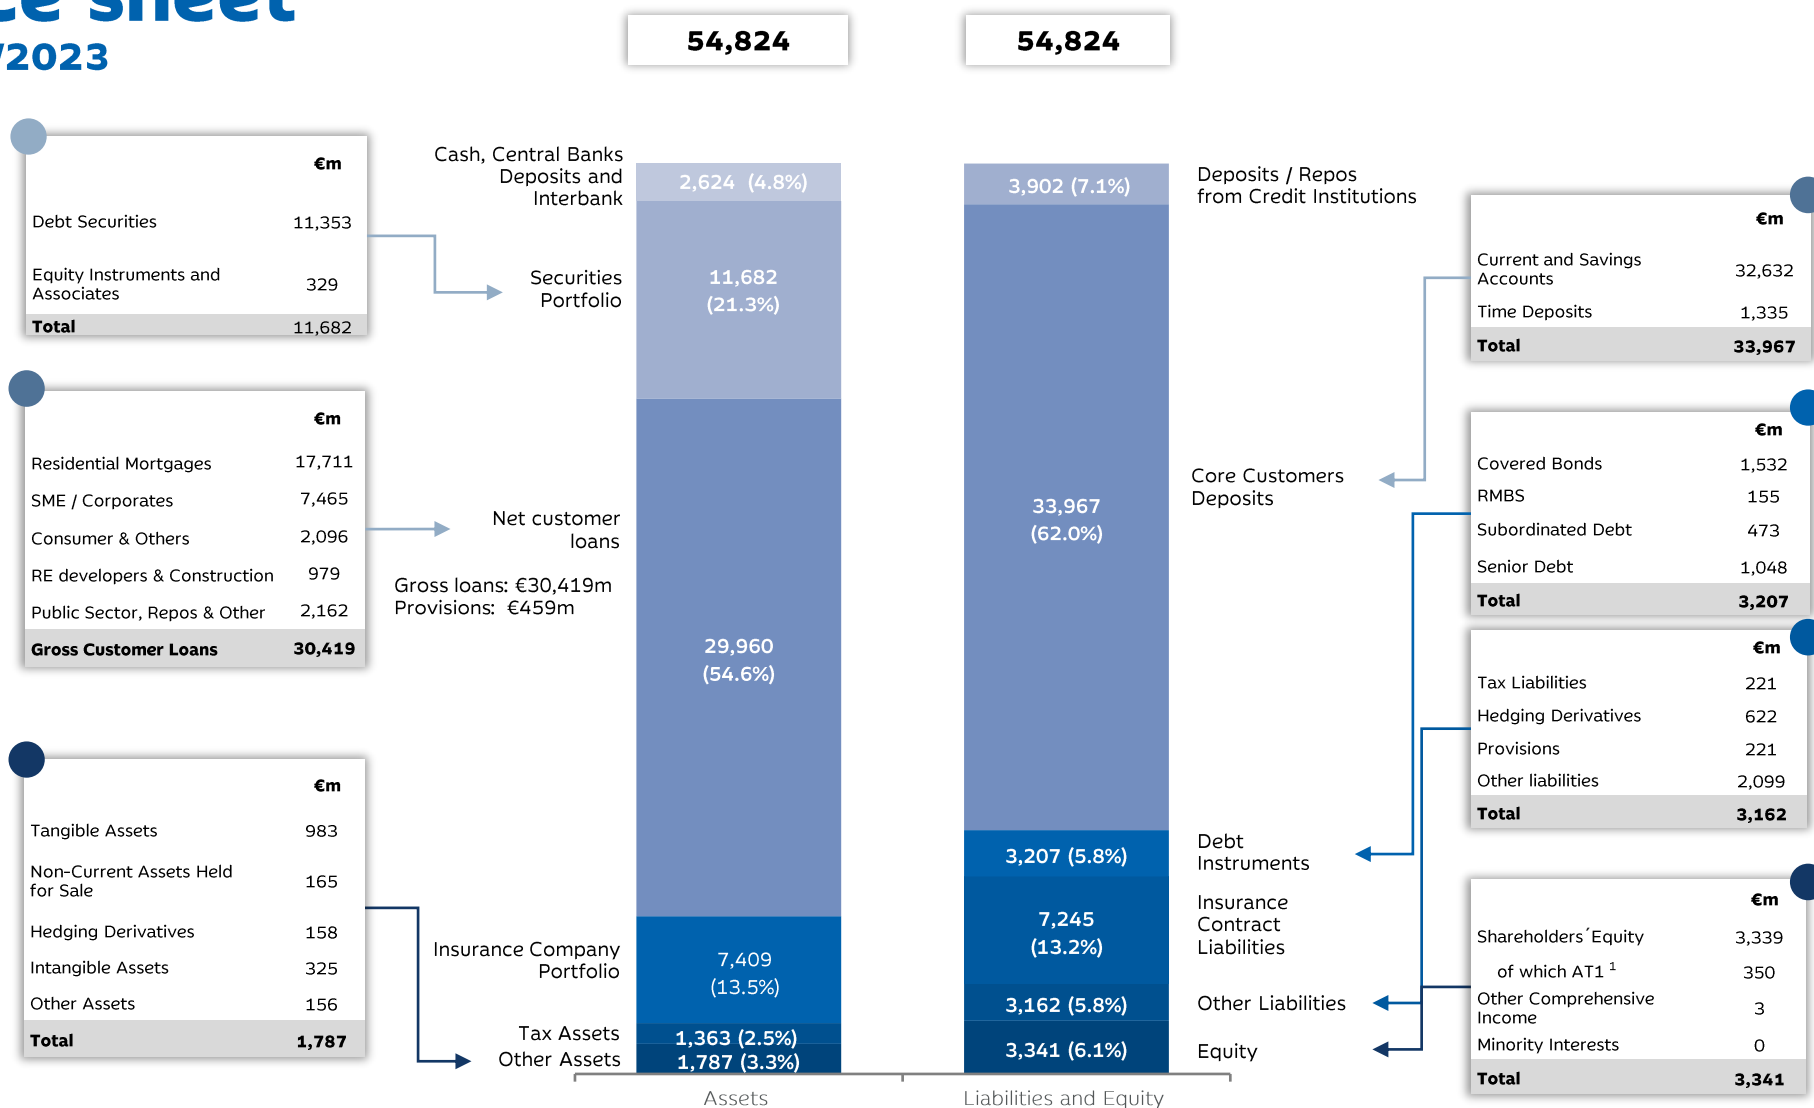 sheet
/2023
54,824
54,824
€m
Debt Securities 11,353
Equity Instruments and
Associates 329
Total 11,682
€m
Residential Mortgages 17,711
SME / Corporates 7,465
Consumer & Others 2,096
RE developers & Construction 979
Public Sector, Repos & Other 2,162
Gross Customer Loans 30,419
€m
Tangible Assets 983
Non-Current Assets Held
for Sale 165
Hedging Derivatives 158
Intangible Assets 325
Other Assets 156
Total 1,787
Cash, Central Banks
Deposits and
Interbank
Securities
Portfolio
Net customer
loans
Gross loans: €30,419m
Provisions: €459m
Insurance Company
Portfolio
Tax Assets
Other Assets
2,624 (4.8%)
11,682
(21.3%)
29,960
(54.6%)
7,409
(13.5%)
1,363 (2.5%)
1,787 (3.3%)
Assets
3,902 (7.1%)
33,967
(62.0%)
3,207 (5.8%)
7,245
(13.2%)
3,162 (5.8%)
3,341 (6.1%)
Liabilities and Equity
Deposits / Repos
from Credit Institutions
Core Customers
Deposits
Debt
Instruments
Insurance
Contract
Liabilities
Other Liabilities
Equity
€m
Current and Savings
Accounts 32,632
Time Deposits 1,335
Total 33,967
€m
Covered Bonds 1,532
RMBS 155
Subordinated Debt 473
Senior Debt 1,048
Total 3,207
€m
Tax Liabilities 221
Hedging Derivatives 622
Provisions 221
Other liabilities 2,099
Total 3,162
€m
Shareholders´Equity 3,339
of which AT1 ¹ 350
Other Comprehensive
Income 3
Minority Interests 0
Total 3,341